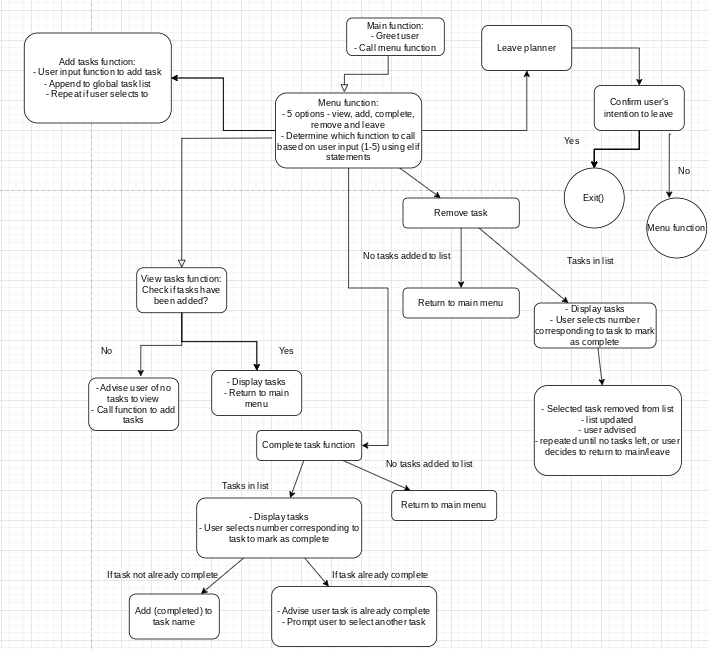 Main function:
- Greet user
- Call menu function
Leave planner
Add tasks function:
- User input function to add task
- Append to global task list
- Repeat if user selects to
Menu function:
- 5 options - view, add, complete,
remove and leave
- Determine which function to call
based on user input (1-5) using elif
statements
Confirm user's
intention to leave
Yes
No
Exit()
Menu function
Remove task
No tasks added to list
Tasks in list
Return to main menu
View tasks function:
Check if tasks have
been added?
- Display tasks
- User selects number
corresponding to task to mark
as complete
No
Yes
-Advise user of no
tasks to view
- Call function to add
tasks
- Display tasks
- Return to main
menu
- Selected task removed from list
- list updated
- user advised
- repeated until no tasks left, or user
decides to return to main/leave
Complete task function
Tasks in list
No tasks added to list
Return to main menu
- Display tasks
- User selects number corresponding to
task to mark as complete
If task not already complete
If task already complete
Add (completed) to
task name
- Advise user task is already complete
- Prompt user to select another task